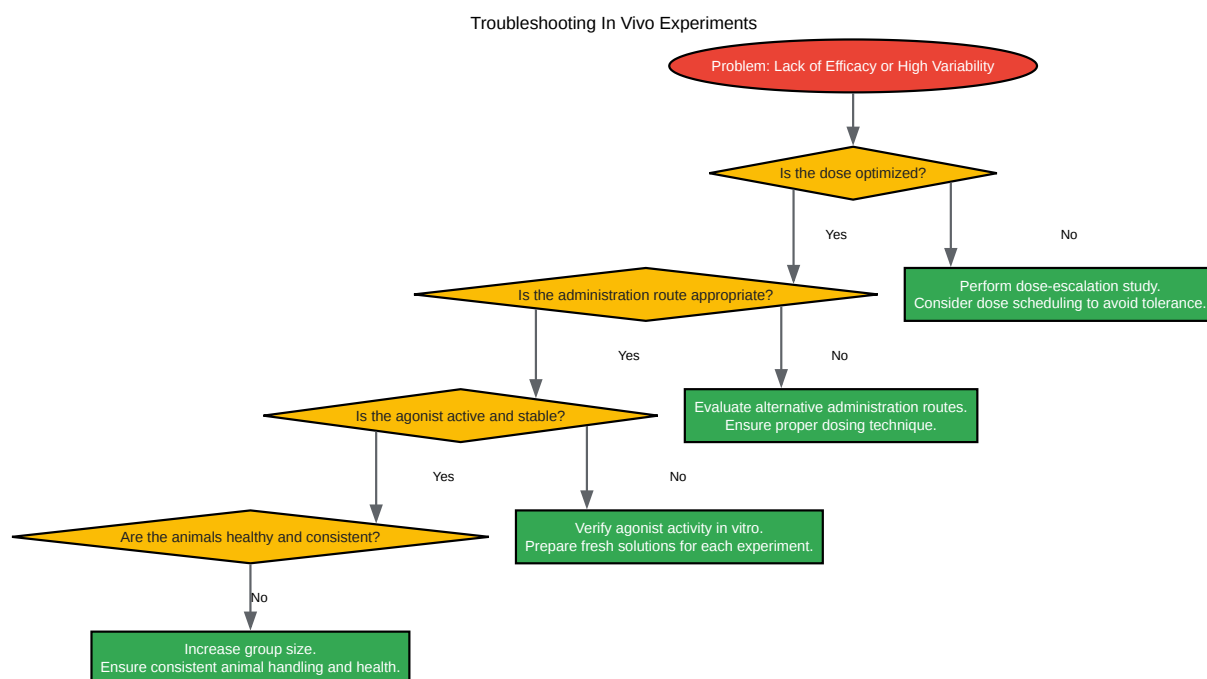 Troubleshooting In Vivo Experiments
Problem: Lack of Efficacy or High Variability
Is the dose optimized?
Yes
No
Perform dose-escalation study.
Consider dose scheduling to avoid tolerance.
Is the administration route appropriate?
Yes
No
Evaluate alternative administration routes.
Ensure proper dosing technique.
Is the agonist active and stable?
Yes
No
Verify agonist activity in vitro.
Prepare fresh solutions for each experiment.
Are the animals healthy and consistent?
No
Increase group size.
Ensure consistent animal handling and health.